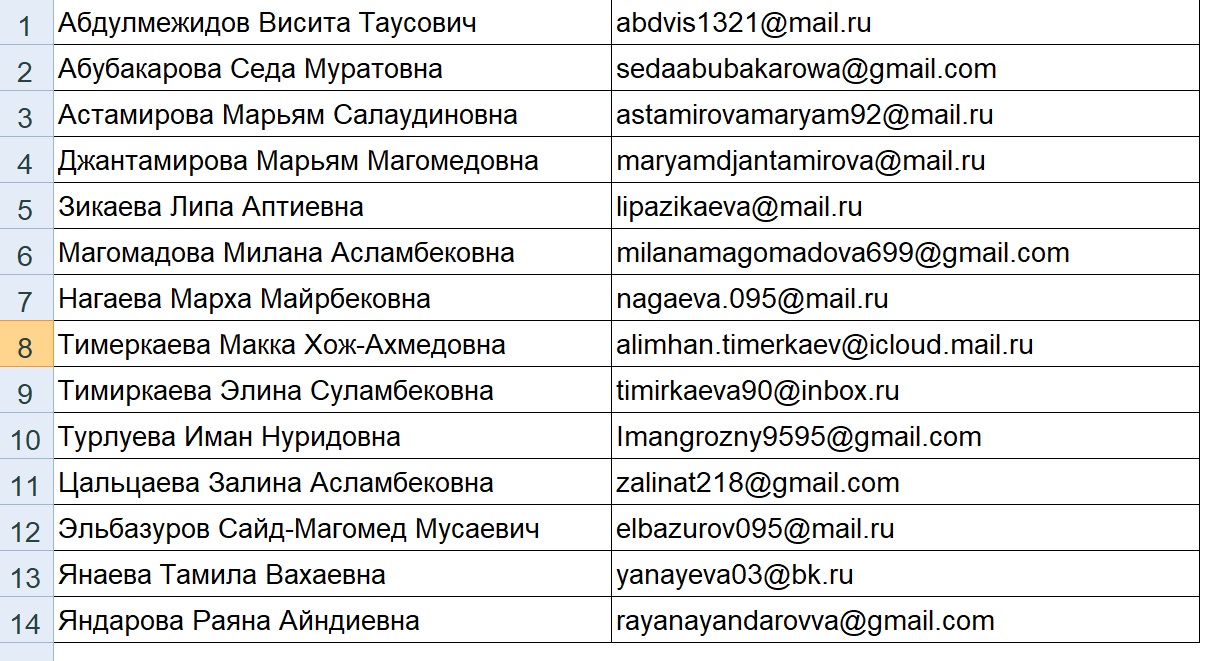 1 Абдулмежидов Висита Таусович abdvis1321@mail.ru
2 Абубакарова Седа Муратовна sedaabubakarowa@gmail.com
3 Астамирова Марьям Салаудиновна astamirovamaryam92@mail.ru
4 Джантамирова Марьям Магомедовна maryamdjantamirova@mail.ru
5 Зикаева Липа Аптиевна lipazikaeva@mail.ru
6 Магомадова Милана Асламбековна milanamagomadova699@gmail.com
7 Нагаева Марха Майрбековна nagaeva.095@mail.ru
8 Тимеркаева Макка Хож-Ахмедовна alimhan.timerkaev@icloud.mail.ru
9 Тимиркаева Элина Суламбековна timirkaeva90@inbox.ru
10 Турлуева Иман Нуридовна Imangrozny9595@gmail.com
11 Цальцаева Залина Асламбековна zalinat218@gmail.com
12 Эльбазуров Сайд-Магомед Мусаевич elbazurov095@mail.ru
13 Янаева Тамила Вахаевна yanayeva03@bk.ru
14 Яндарова Раяна Айндиевна rayanayandarovva@gmail.com